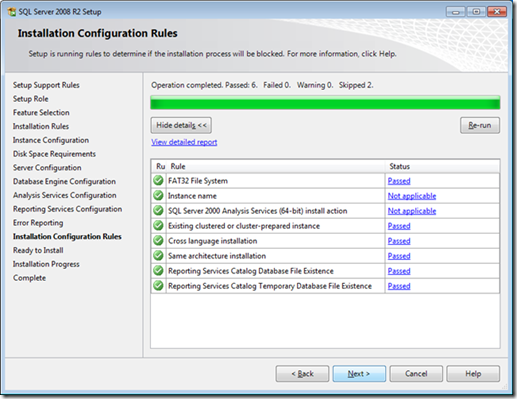 SQL Server 2008 R2 Setup
Installation Configuration Rules
Setup is running rules to determine if the installation process will be blocked. For more information, click Help.
Setup Support Rules
Setup Role
Feature Selection
Installation Rules
Instance Configuration
Disk Space Requirements
Server Configuration
Database Engine Configuration
Analysis Services Configuration
Reporting Services Configuration
Error Reporting
Installation Configuration Rules
Ready to Install
Installation Progress
Complete
Operation completed. Passed: 6. Failed 0. Warning 0. Skipped 2.
Hide details <<
Re-run
View detailed report
Ru Rule Status
FAT32 File System Passed
Instance name Not applicable
SQL Server 2000 Analysis Services (64-bit) install action Not applicable
Existing clustered or cluster-prepared instance Passed
Cross language installation Passed
Same architecture installation Passed
Reporting Services Catalog Database File Existence Passed
Reporting Services Catalog Temporary Database File Existence Passed
< Back Next > Cancel Help